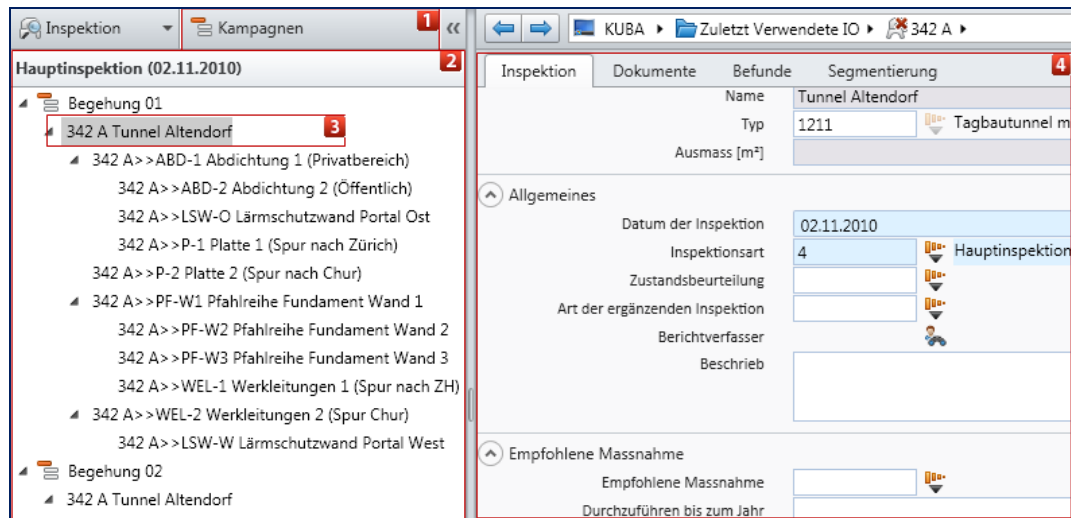 Inspektion
Kampagnen
1
Hauptinspektion (02.11.2010)
2
Begehung 01
342 A Tunnel Altendorf
3
342 A>>ABD-1 Abdichtung 1 (Privatbereich)
342 A>>ABD-2 Abdichtung 2 (Öffentlich)
342 A>>LSW-O Lärmschutzwand Portal Ost
342 A>>P-1 Platte 1 (Spur nach Zürich)
342 A>>P-2 Platte 2 (Spur nach Chur)
342 A>>PF-W1 Pfahlreihe Fundament Wand 1
342 A>>PF-W2 Pfahlreihe Fundament Wand 2
342 A>>PF-W3 Pfahlreihe Fundament Wand 3
342 A>>WEL-1 Werkleitungen 1 (Spur nach ZH)
342 A>>WEL-2 Werkleitungen 2 (Spur Chur)
342 A>>LSW-W Lärmschutzwand Portal West
Begehung 02
342 A Tunnel Altendorf
KUBA Zuletzt Verwendete IO 342 A
Inspektion Dokumente Befunde Segmentierung
4
Name Tunnel Altendorf
Typ 1211 Tagbautunnel m
Ausmass [m²]
Allgemeines
Datum der Inspektion 02.11.2010
Inspektionsart 4 Hauptinspektion
Zustandsbeurteilung
Art der ergänzenden Inspektion
Berichtverfasser
Beschrieb
Empfohlene Massnahme
Empfohlene Massnahme
Durchzuführen bis zum Jahr